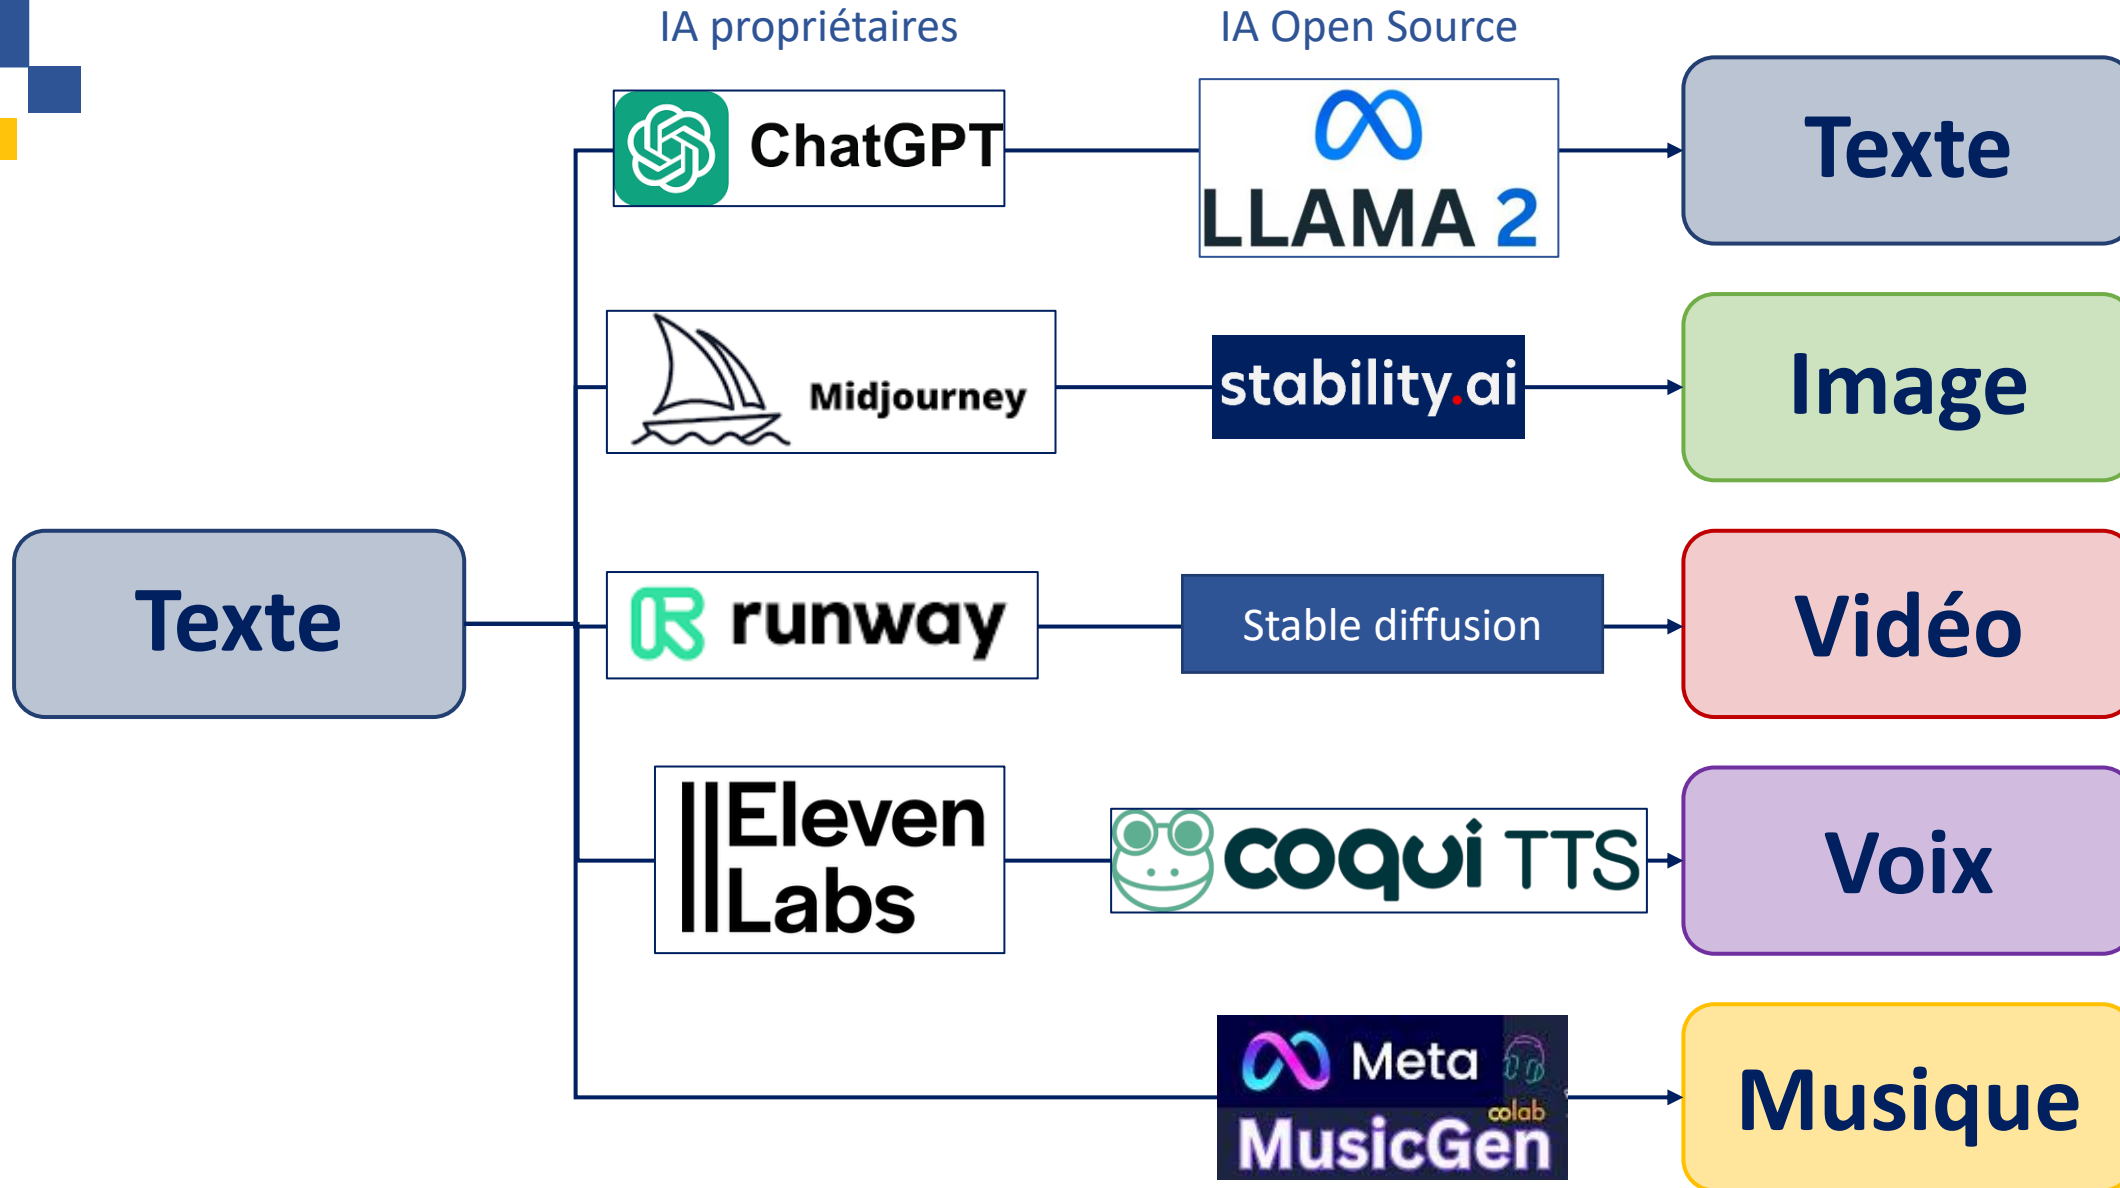 IA propriétaires
IA Open Source
ChatGPT
LLAMA 2
Texte
Midjourney
stability.ai
Image
Texte
runway
Stable diffusion
Vidéo
Eleven
Labs
coqui TTS
Voix
Meta
colab
MusicGen
Musique